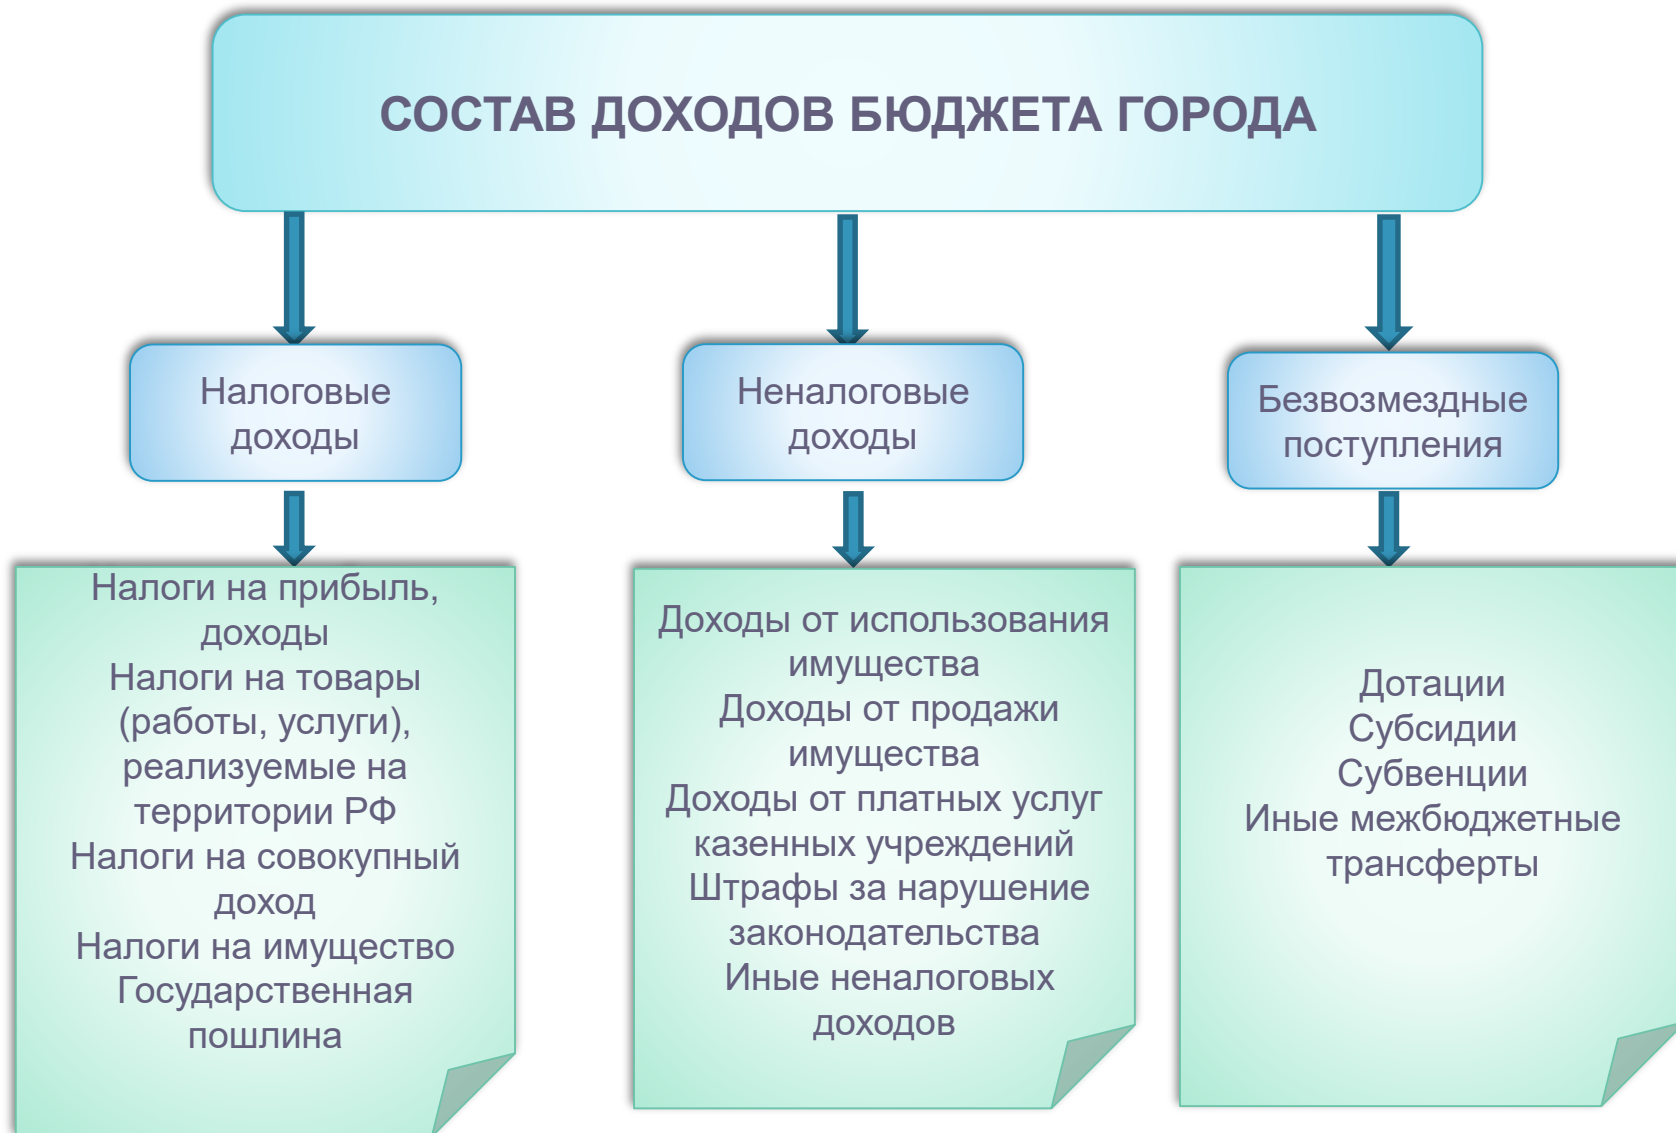 СОСТАВ ДОХОДОВ БЮДЖЕТА ГОРОДА
Налоговые
доходы
Неналоговые
доходы
Безвозмездные
поступления
Налоги на прибыль,
доходы
Налоги на товары
(работы, услуги),
реализуемые на
территории РФ
Налоги на совокупный
доход
Налоги на имущество
Государственная
пошлина
Доходы от использования
имущества
Доходы от продажи
имущества
Доходы от платных услуг
казенных учреждений
Штрафы за нарушение
законодательства
Иные неналоговых
доходов
Дотации
Субсидии
Субвенции
Иные межбюджетные
трансферты